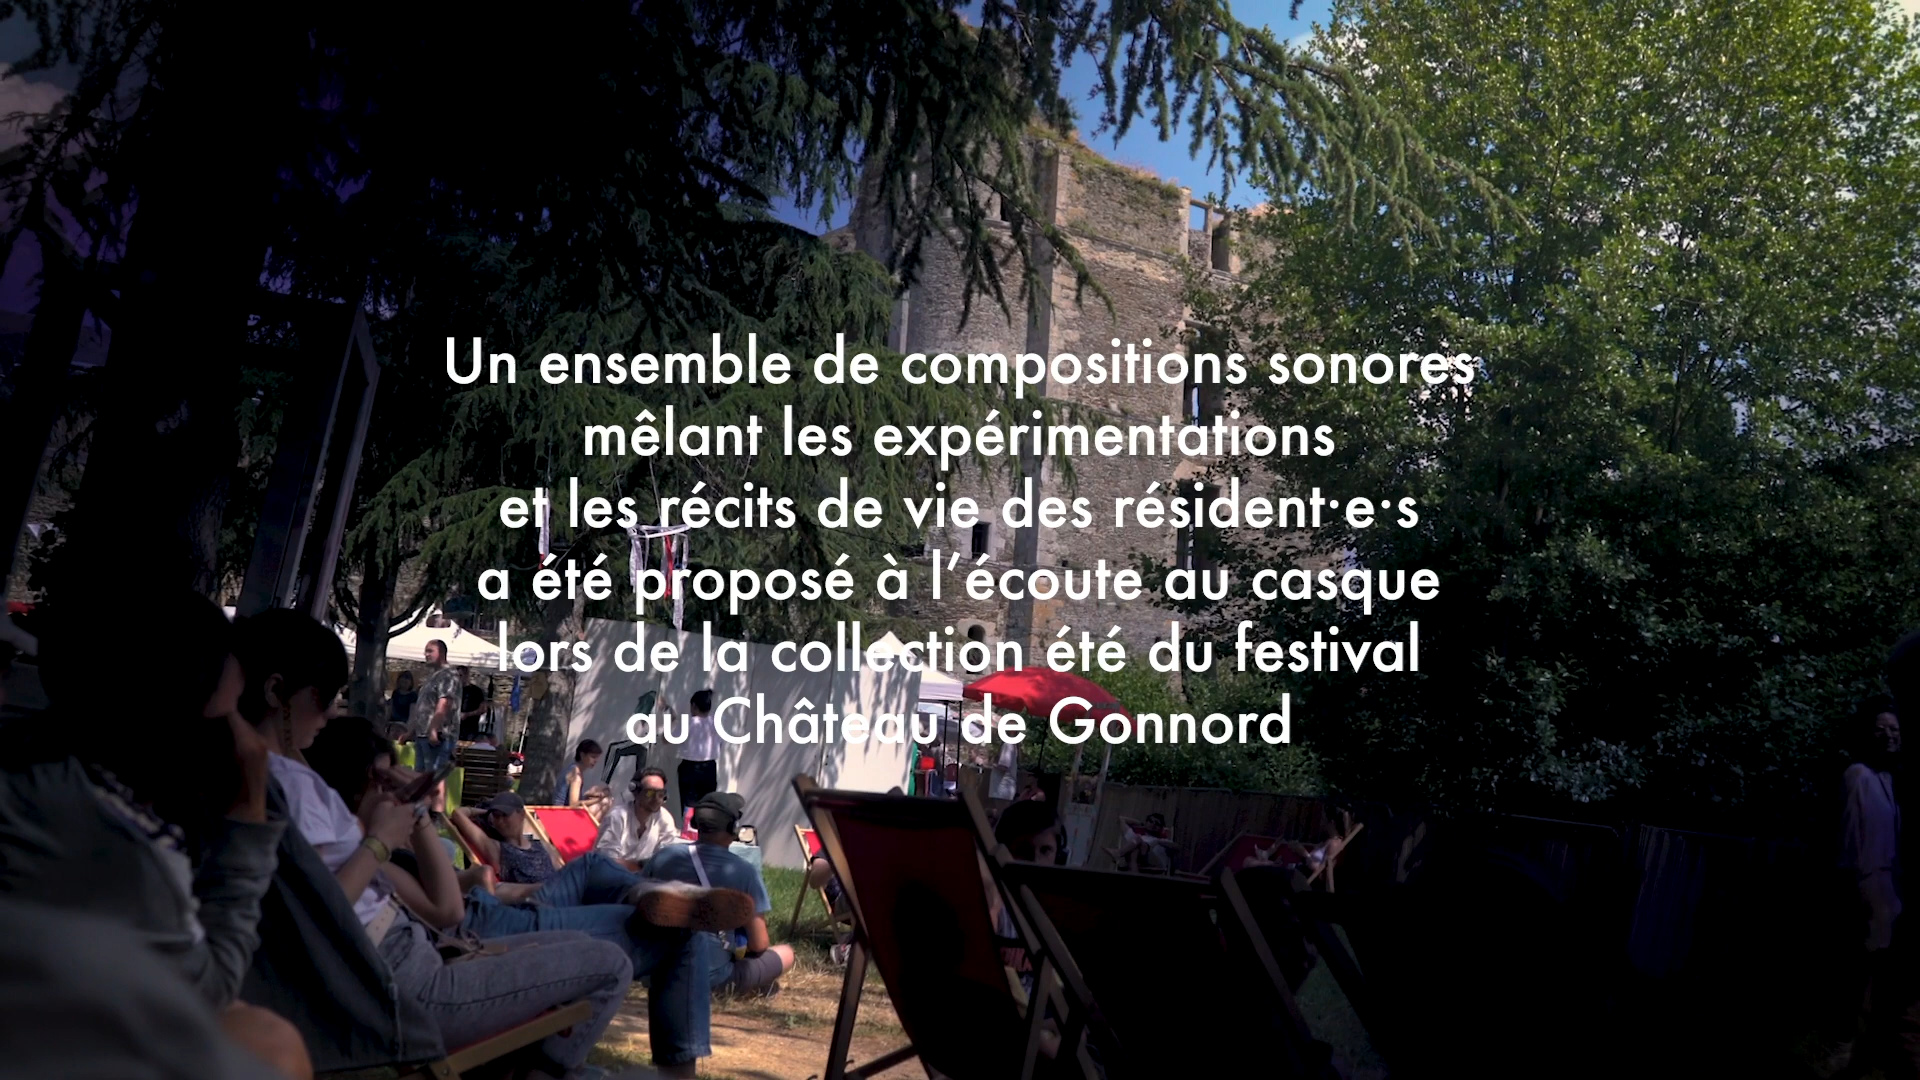 Un ensemble de compositions sonores
mêlant les expérimentations
et les récits de vie des résident·e·s
a été proposé à l’écoute au casque
lors de la collection été du festival
au Château de Gonnord